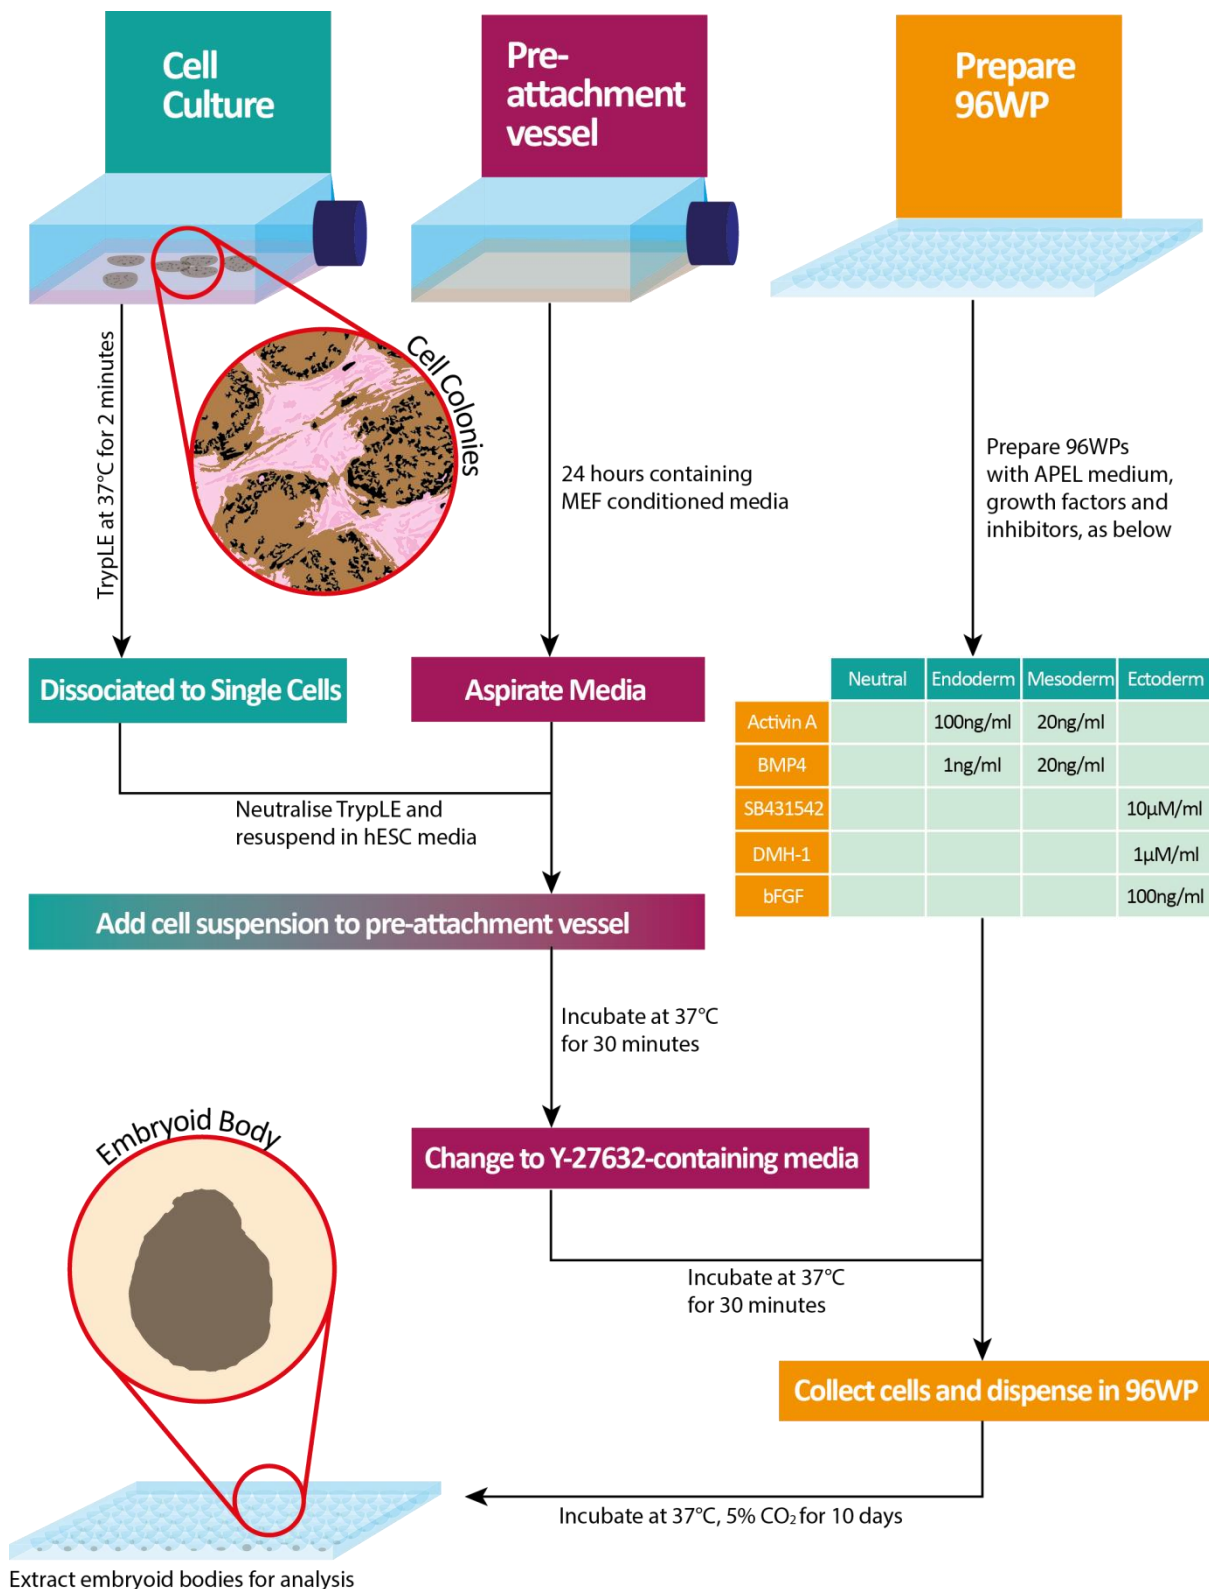 Cell
Culture
Pre-
attachment
vessel
Prepare
96WP
TrypLE at 37°C for 2 minutes
Cell Colonies
24 hours containing
MEF conditioned media
Prepare 96WPs
with APEL medium,
growth factors and
inhibitors, as below
Dissociated to Single Cells
Aspirate Media
Neutral Endoderm Mesoderm Ectoderm
Activin A 100ng/ml 20ng/ml
BMP4 1ng/ml 20ng/ml
SB431542 10µM/ml
DMH-1 1µM/ml
bFGF 100ng/ml
Neutralise TrypLE and
resuspend in hESC media
Add cell suspension to pre-attachment vessel
Incubate at 37°C
for 30 minutes
Change to Y-27632-containing media
Incubate at 37°C
for 30 minutes
Collect cells and dispense in 96WP
Incubate at 37°C, 5% CO₂ for 10 days
Embryoid Body
Extract embryoid bodies for analysis